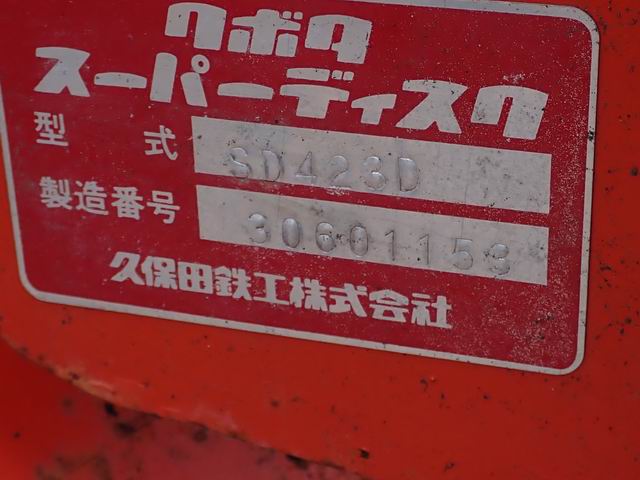 クボタ
スーパーディスク
型式 SD423D
製造番号 30601153
久保田鉄工株式会社